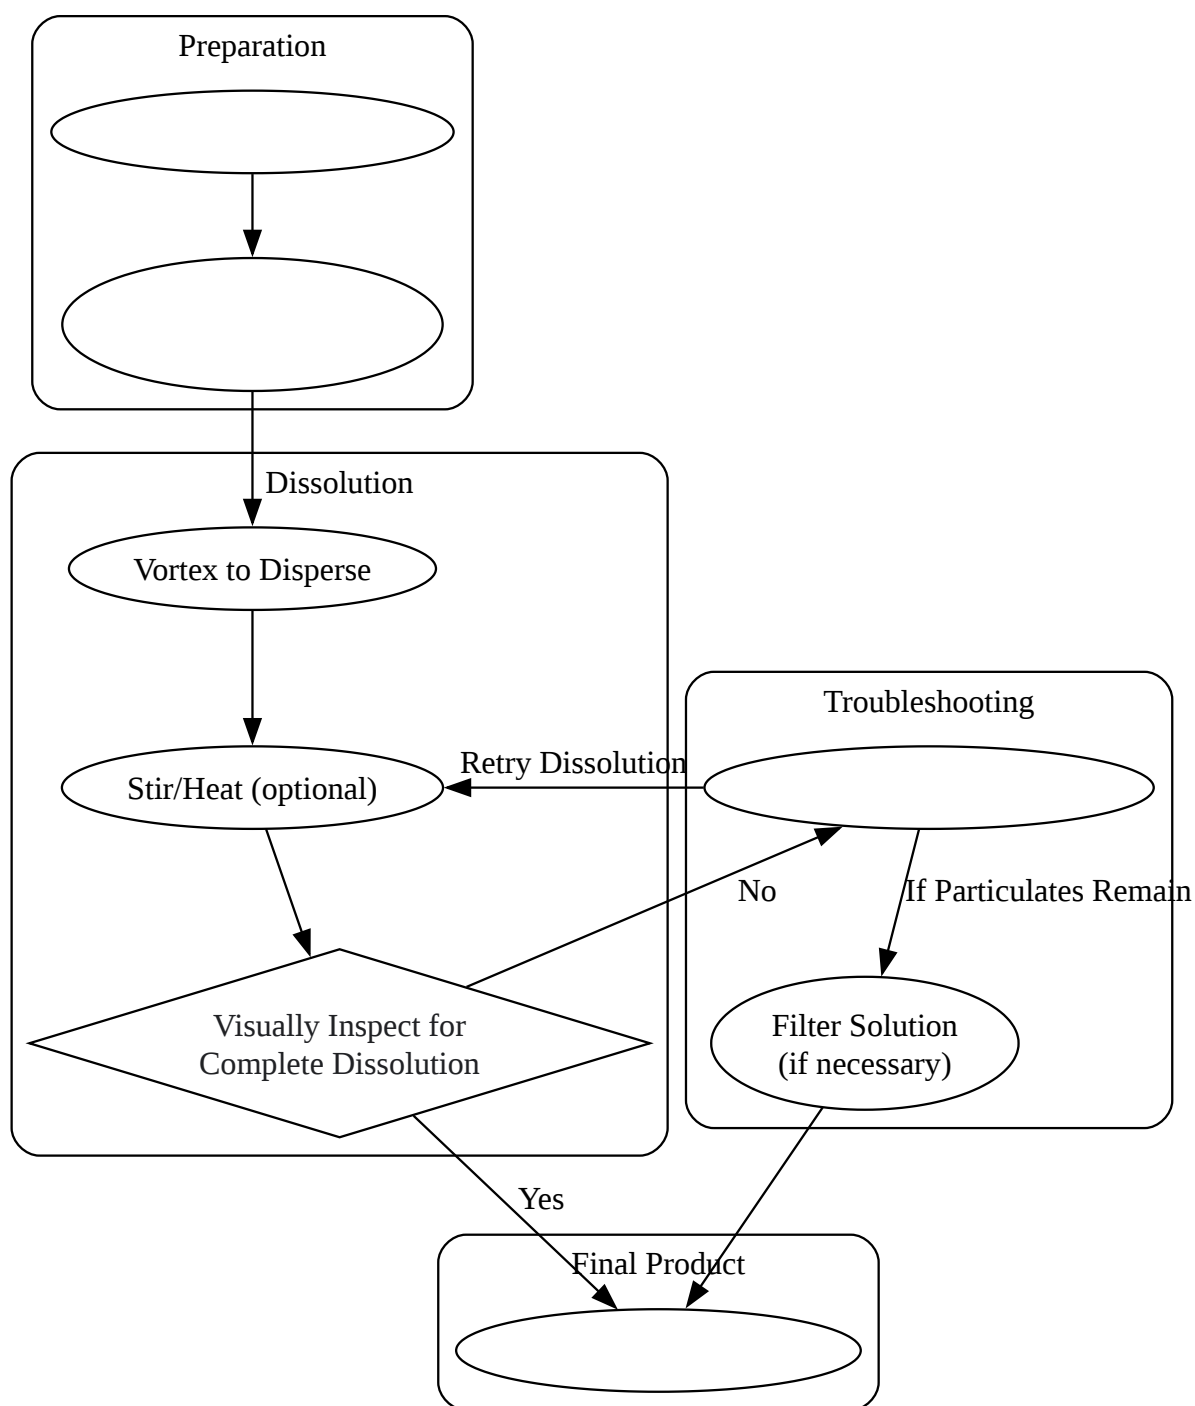 Preparation
Dissolution
Vortex to Disperse
Troubleshooting
Retry Dissolution
Stir/Heat (optional)
No
If Particulates Remain
Visually Inspect for
Complete Dissolution
Filter Solution
(if necessary)
Yes
Final Product